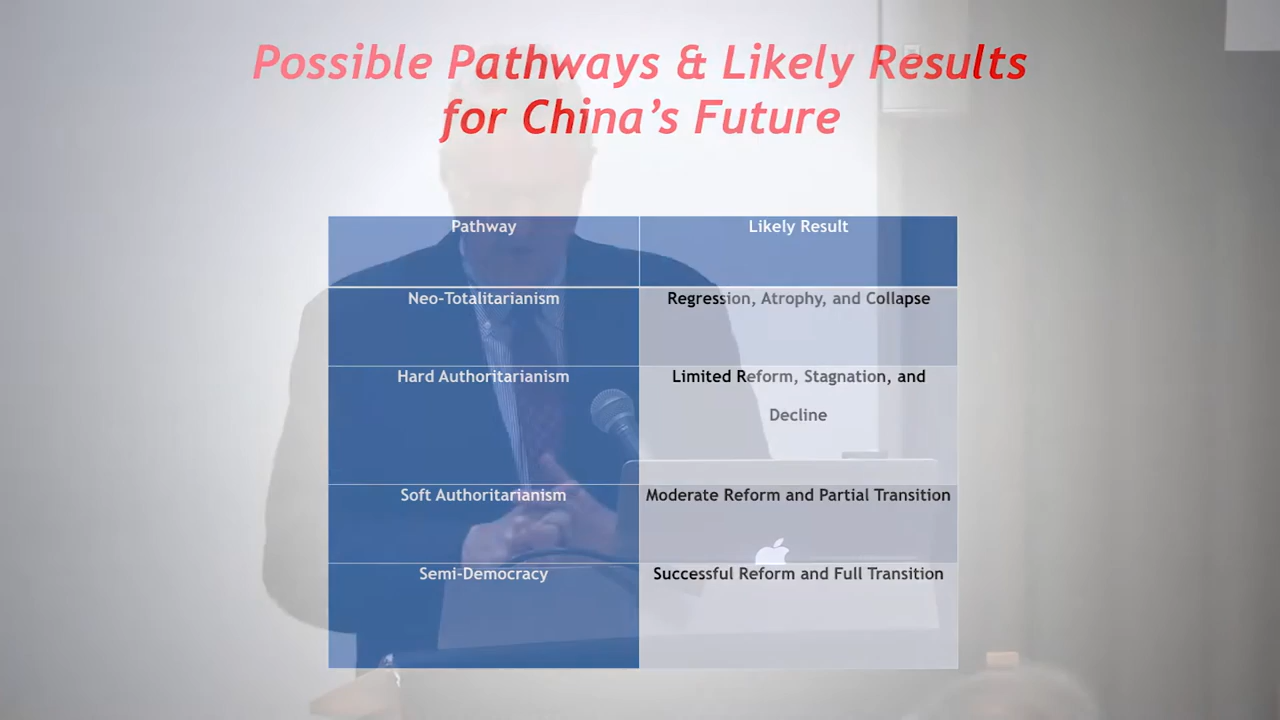 Possible Pathways & Likely Results
for China’s Future
Pathway
Likely Result
Neo-Totalitarianism
Regression, Atrophy, and Collapse
Hard Authoritarianism
Limited Reform, Stagnation, and
Decline
Soft Authoritarianism
Moderate Reform and Partial Transition
Semi-Democracy
Successful Reform and Full Transition